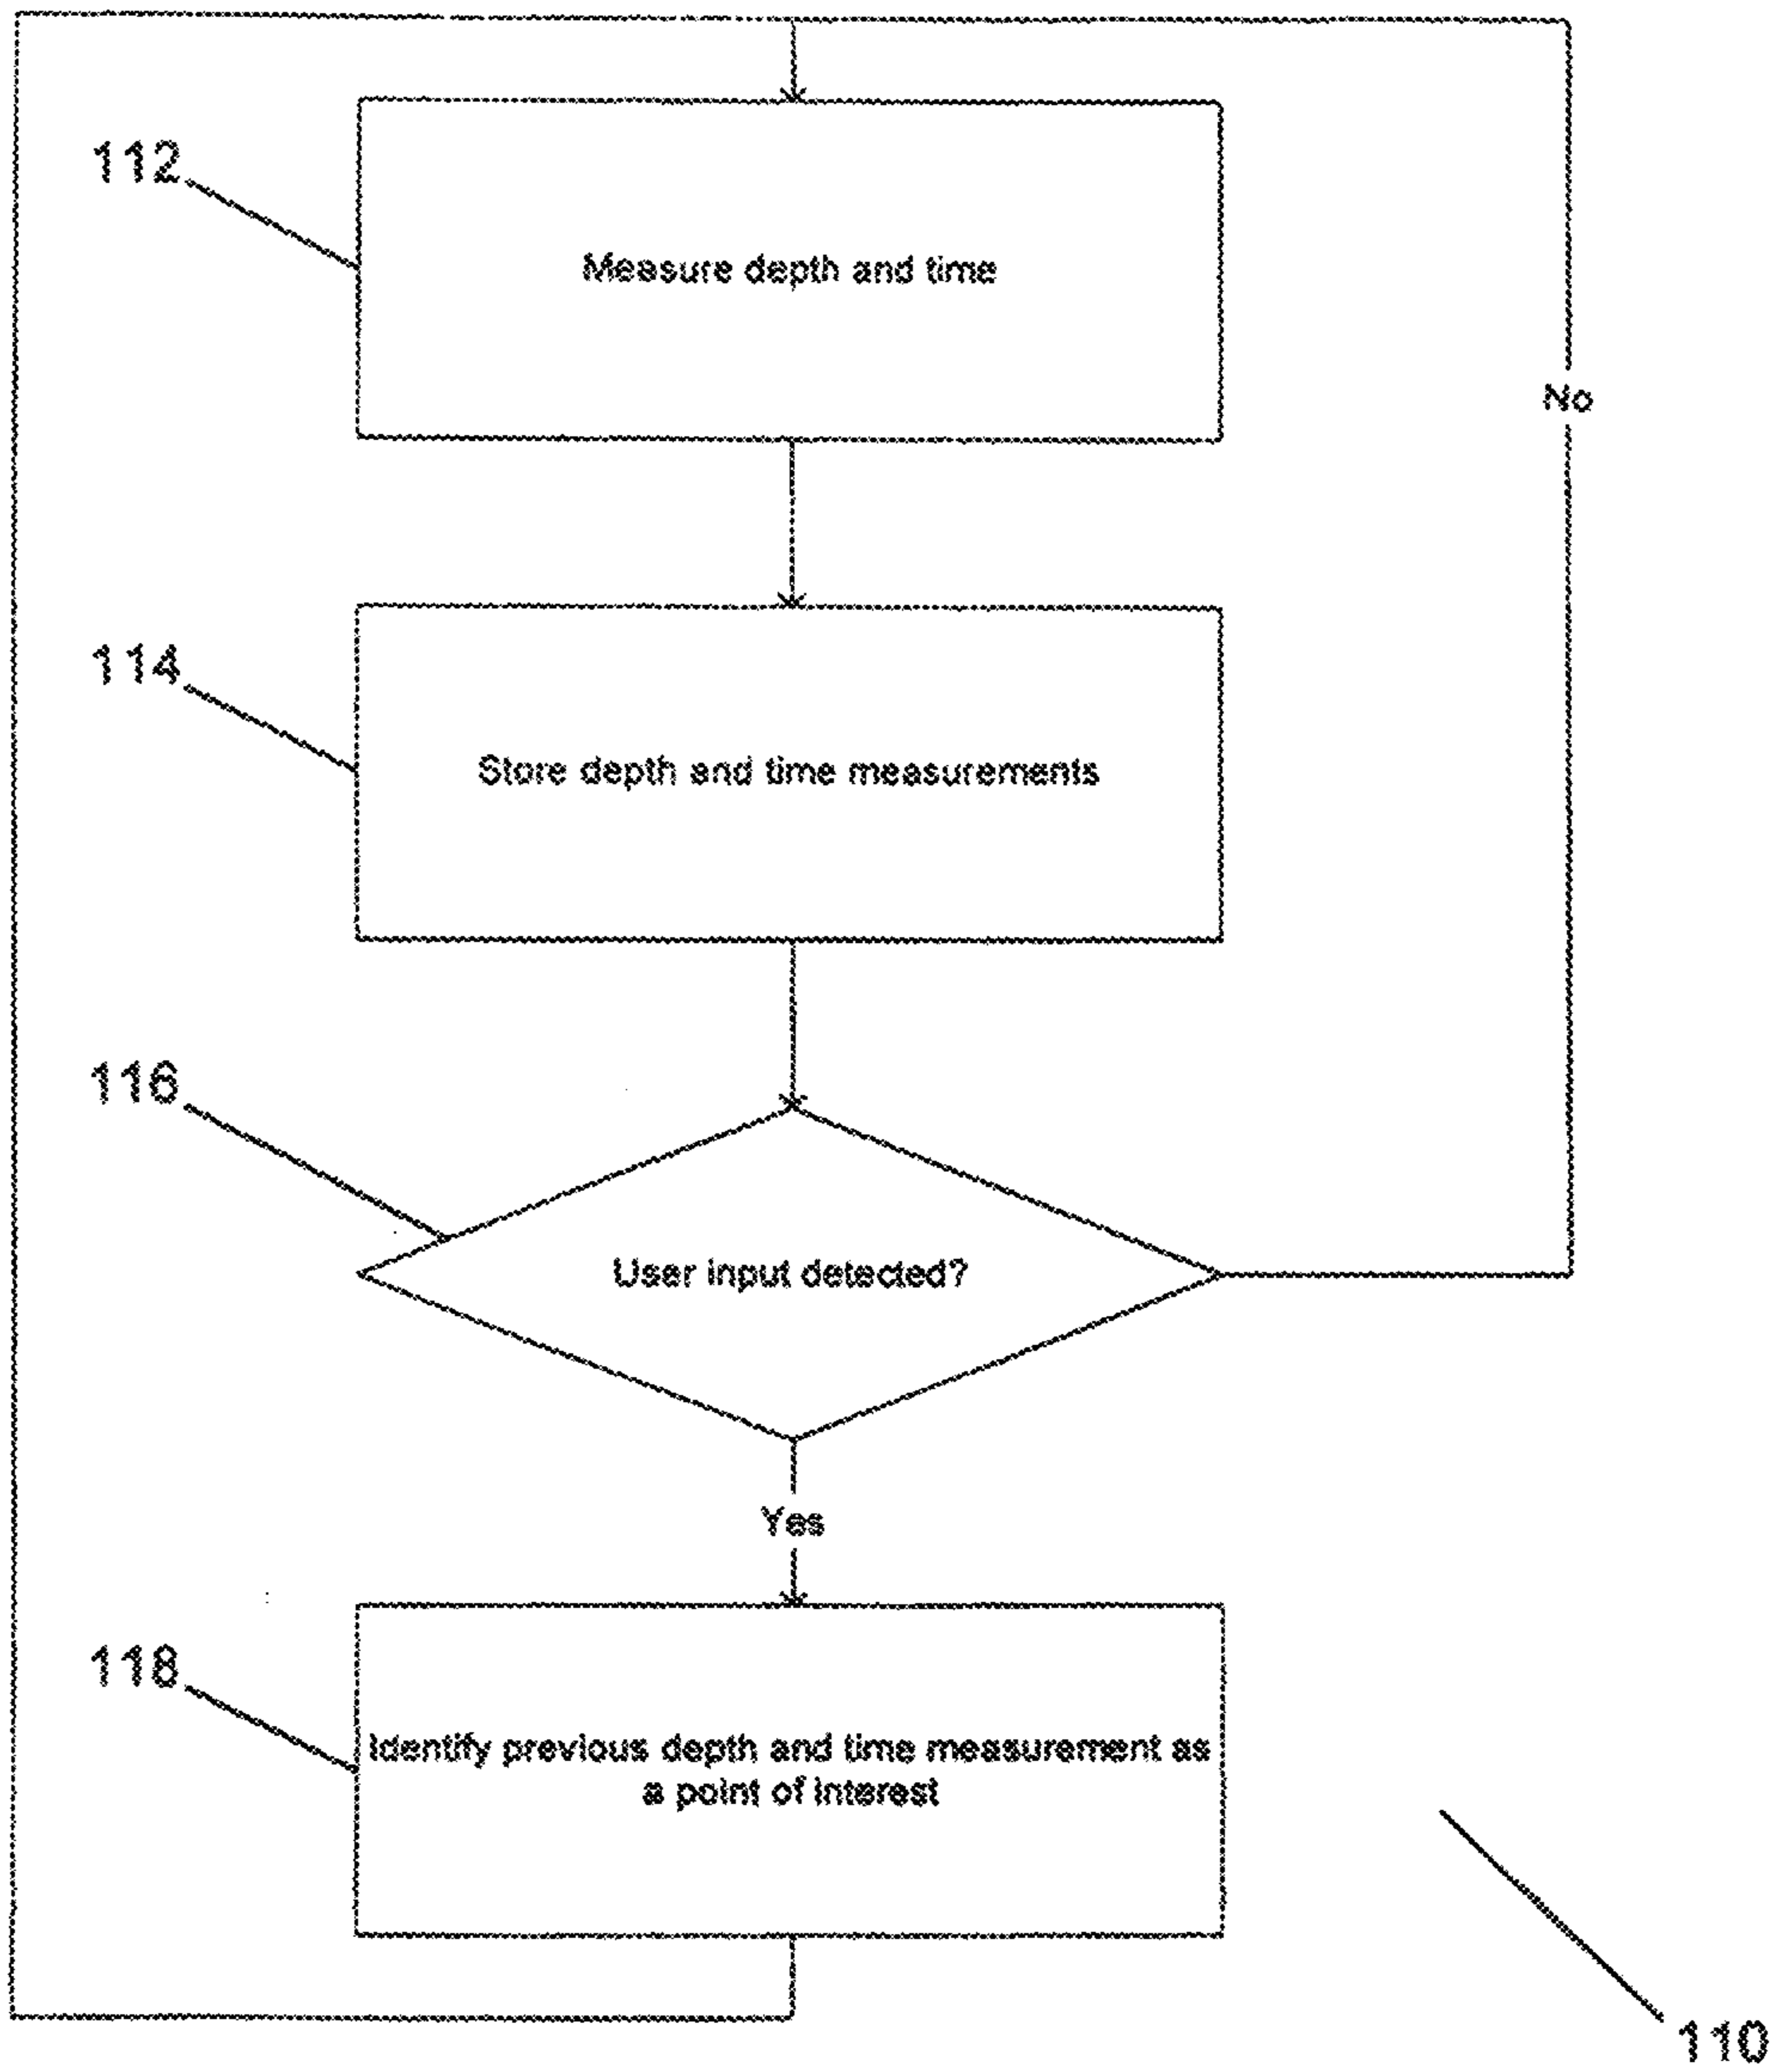 112
Measure depth and time
No
114
Store depth and time measurements
116
User input detected?
Yes
118
Identify previous depth and time measurement as
a point of interest
110